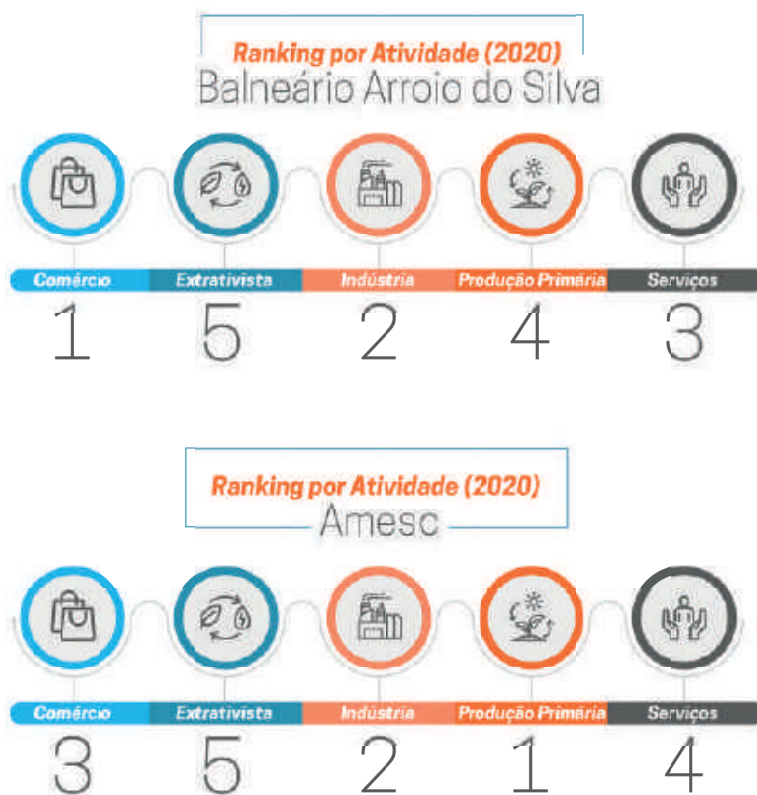 Ranking por Atividade (2020)
Balneário Arroio do Silva
Comércio Extrativista Indústria Produção Primária Serviços
1 5 2 4 3
Ranking por Atividade (2020)
Amesc
Comércio Extrativista Indústria Produção Primária Serviços
3 5 2 1 4